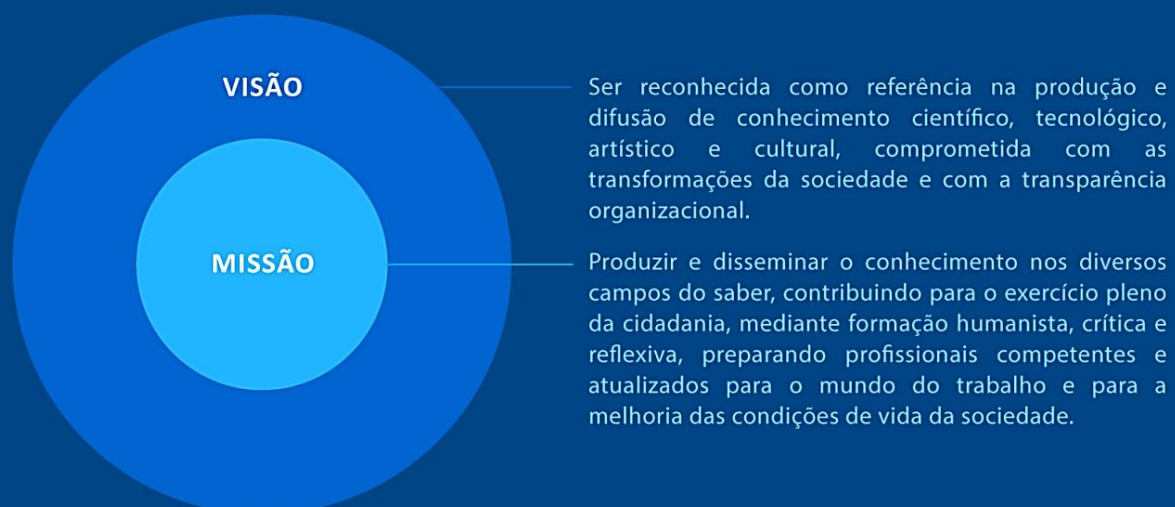 VISÃO
Ser reconhecida como referência na produção e
difusão de conhecimento científico, tecnológico,
artístico e cultural, comprometida com as
transformações da sociedade e com a transparência
organizacional.
MISSÃO
Produzir e disseminar o conhecimento nos diversos
campos do saber, contribuindo para o exercício pleno
da cidadania, mediante formação humanista, crítica e
reflexiva, preparando profissionais competentes e
atualizados para o mundo do trabalho e para a
melhoria das condições de vida da sociedade.